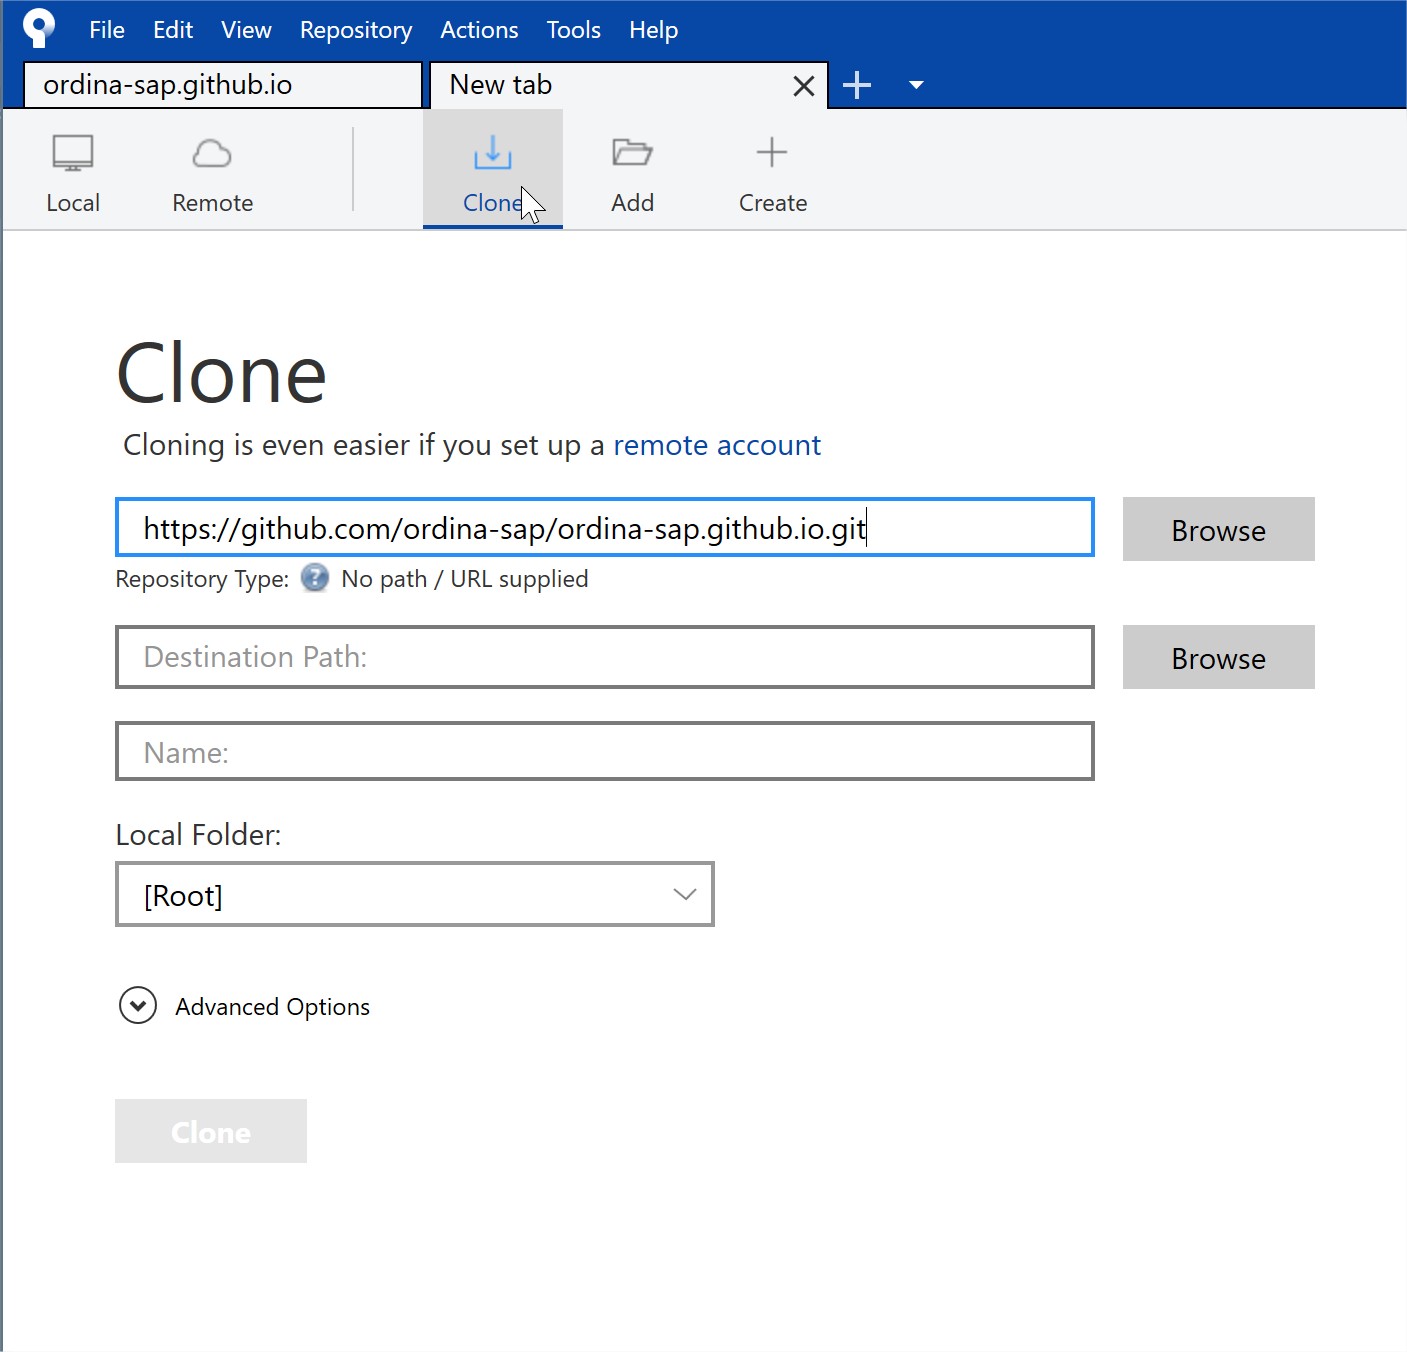 File Edit View Repository Actions Tools Help
ordina-sap.github.io New tab
Local Remote Clone Add Create
Clone
Cloning is even easier if you set up a remote account
https://github.com/ordina-sap/ordina-sap.github.io.git Browse
Repository Type: ? No path / URL supplied
Destination Path: Browse
Name:
Local Folder:
[Root]
Advanced Options
Clone